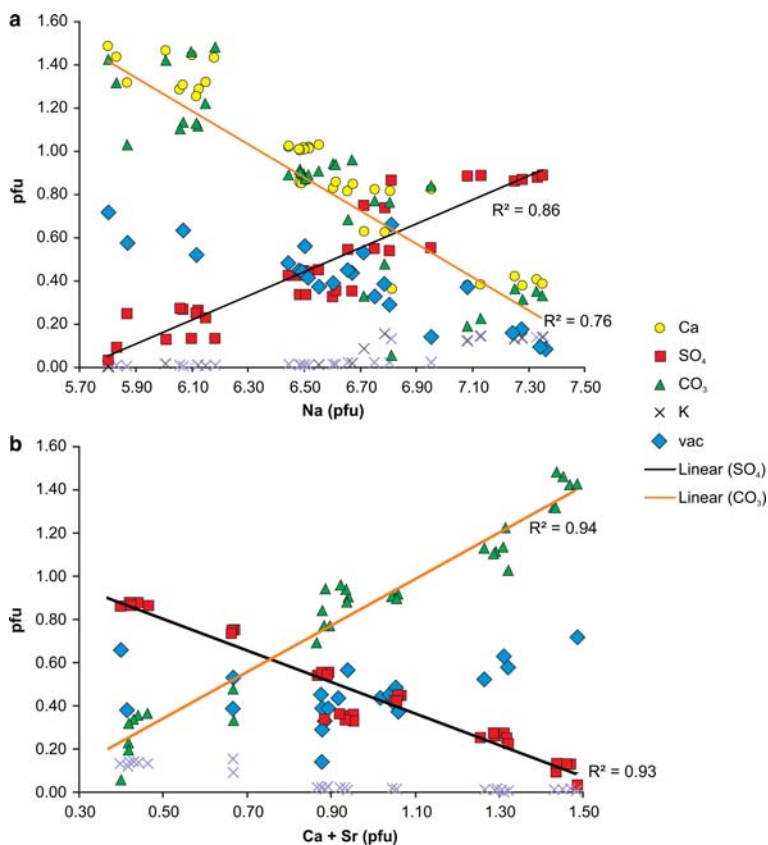 a
1.60
1.40
1.20
1.00
0.80
0.60
0.40
0.20
0.00
pfu
R² = 0.86
R² = 0.76
5.70 5.90 6.10 6.30 6.50 6.70 6.90 7.10 7.30 7.50
Na (pfu)
Ca
SO₄
CO₃
K
vac
Linear (SO₄)
Linear (CO₃)
b
1.60
1.40
1.20
1.00
0.80
0.60
0.40
0.20
0.00
pfu
R² = 0.94
R² = 0.93
0.30 0.50 0.70 0.90 1.10 1.30 1.50
Ca + Sr (pfu)